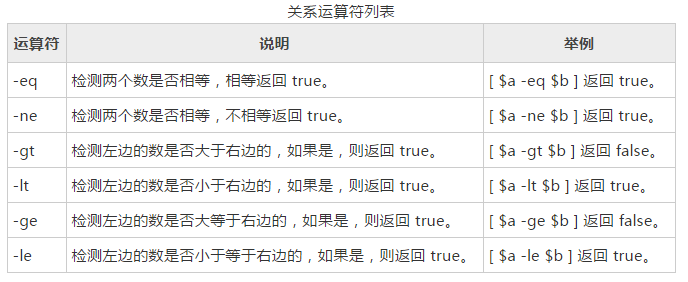 关系运算符列表
运算符 说明 举例
-eq 检测两个数是否相等，相等返回 true。 [ $a -eq $b ] 返回 true。
-ne 检测两个数是否相等，不相等返回 true。 [ $a -ne $b ] 返回 true。
-gt 检测左边的数是否大于右边的，如果是，则返回 true。 [ $a -gt $b ] 返回 false。
-lt 检测左边的数是否小于右边的，如果是，则返回 true。 [ $a -lt $b ] 返回 true。
-ge 检测左边的数是否大等于右边的，如果是，则返回 true。 [ $a -ge $b ] 返回 false。
-le 检测左边的数是否小于等于右边的，如果是，则返回 true。 [ $a -le $b ] 返回 true。